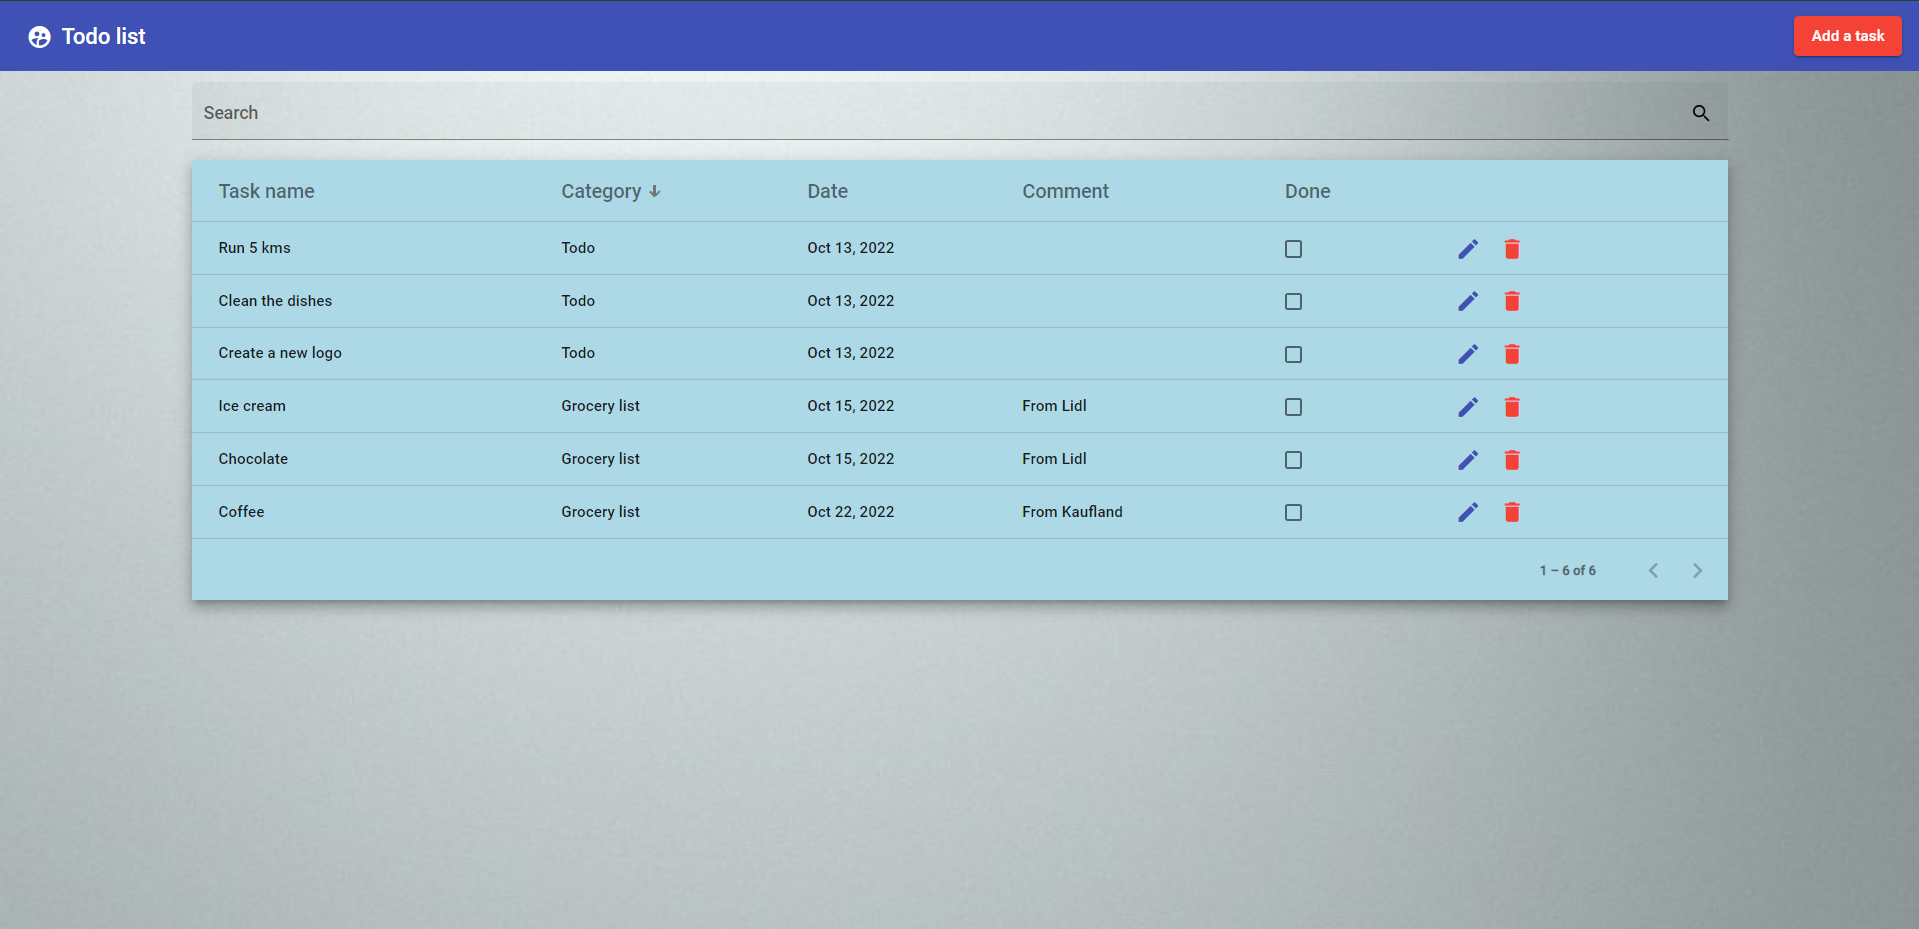 Todo list
Add a task
Search
Task name Category Date Comment Done
Run 5 kms Todo Oct 13, 2022
Clean the dishes Todo Oct 13, 2022
Create a new logo Todo Oct 13, 2022
Ice cream Grocery list Oct 15, 2022 From Lidl
Chocolate Grocery list Oct 15, 2022 From Lidl
Coffee Grocery list Oct 22, 2022 From Kaufland
1 – 6 of 6